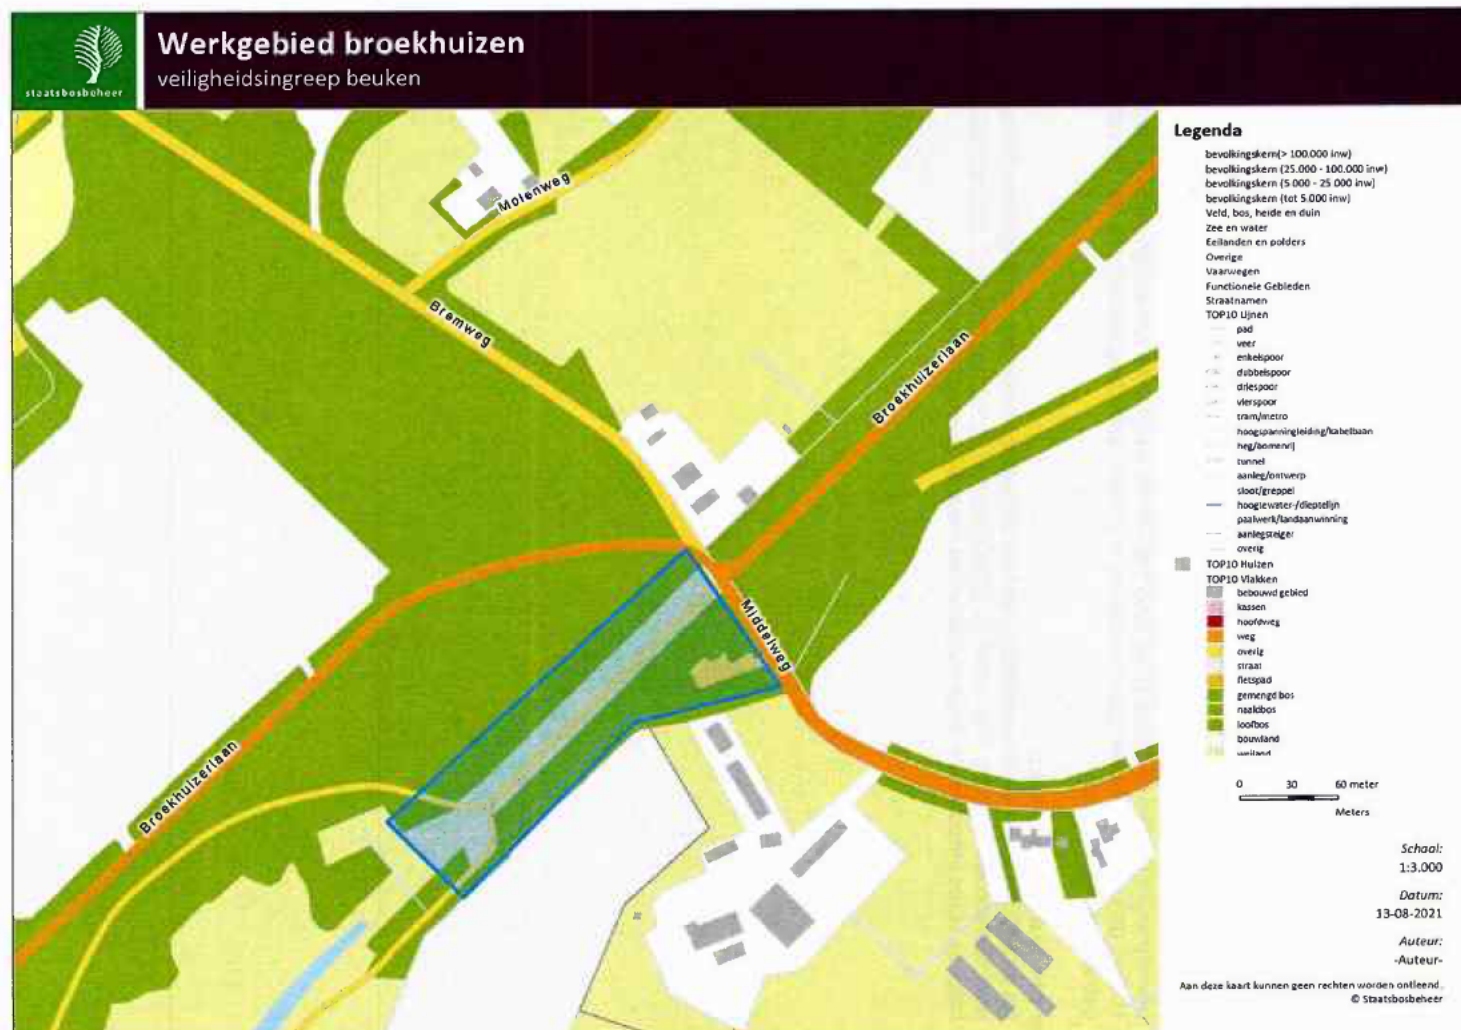 Werkgebied broekhuizen
veiligheidsingreep beuken
staatsbosbeheer
Molenweg
Bremweg
Broekhuizerlaan
Middelweg
Broekhuizerlaan
Legenda
bevolkingskern(> 100.000 inw)
bevolkingskern (25.000 - 100.000 inw)
bevolkingskern (5.000 - 25.000 inw)
bevolkingskern (tot 5.000 inw)
Veld, bos, heide en duin
Zee en water
Eeilanden en polders
Overige
Vaarwegen
Functionele Gebieden
Straatnamen
TOP10 Lijnen
pad
veer
enkelspoor
dubbelspoor
driespoor
vierspoor
tram/metro
hoogspanningleiding/kabelbaan
heg/bomenrij
tunnel
aanleg/ontwerp
sloot/greppel
hoogtewater-/dieptelijn
paalwerk/landaanwinning
aanlegsteiger
overig
TOP10 Huizen
TOP10 Vlakken
bebouwd gebied
kassen
hoofdweg
weg
overig
straat
fietspad
gemengd bos
naaldbos
loofbos
bouwland
weiland
0 30 60 meter
Meters
Schaal:
1:3.000
Datum:
13-08-2021
Auteur:
-Auteur-
Aan deze kaart kunnen geen rechten worden ontleend.
© Staatsbosbeheer